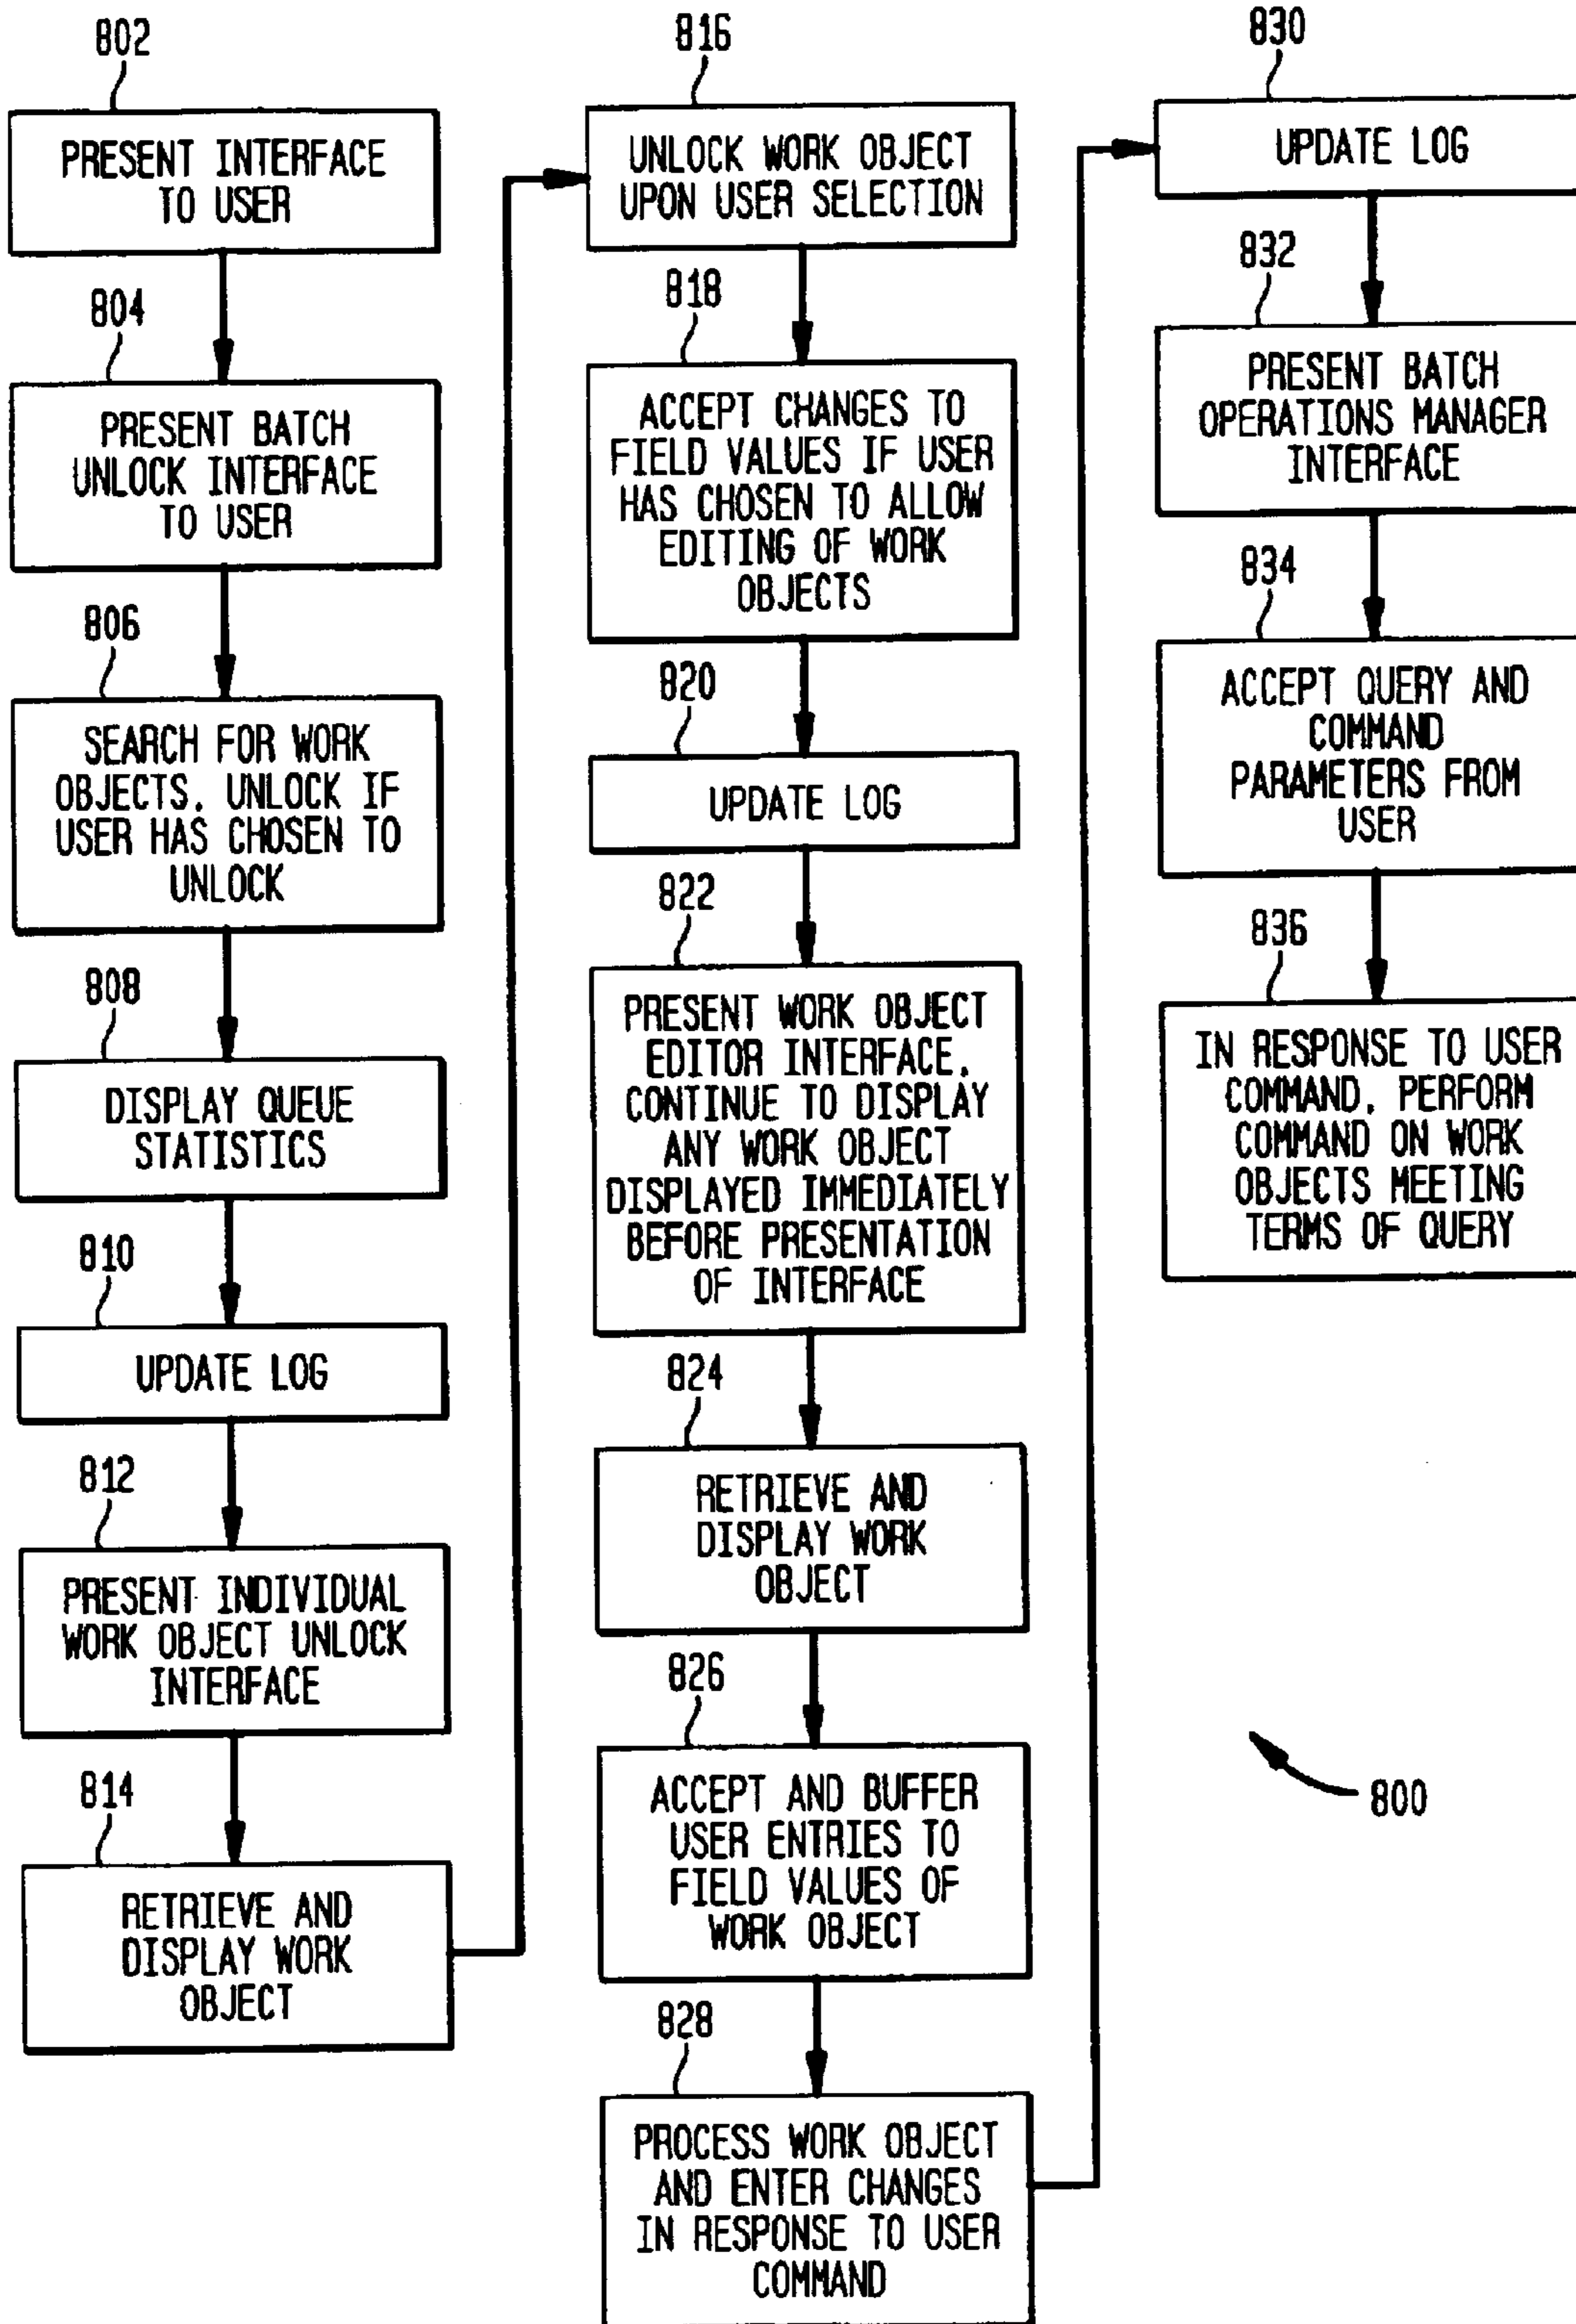 802
PRESENT INTERFACE
TO USER
804
PRESENT BATCH
UNLOCK INTERFACE
TO USER
806
SEARCH FOR WORK
OBJECTS. UNLOCK IF
USER HAS CHOSEN TO
UNLOCK
808
DISPLAY QUEUE
STATISTICS
810
UPDATE LOG
812
PRESENT INDIVIDUAL
WORK OBJECT UNLOCK
INTERFACE
814
RETRIEVE AND
DISPLAY WORK
OBJECT
816
UNLOCK WORK OBJECT
UPON USER SELECTION
818
ACCEPT CHANGES TO
FIELD VALUES IF USER
HAS CHOSEN TO ALLOW
EDITING OF WORK
OBJECTS
820
UPDATE LOG
822
PRESENT WORK OBJECT
EDITOR INTERFACE.
CONTINUE TO DISPLAY
ANY WORK OBJECT
DISPLAYED IMMEDIATELY
BEFORE PRESENTATION
OF INTERFACE
824
RETRIEVE AND
DISPLAY WORK
OBJECT
826
ACCEPT AND BUFFER
USER ENTRIES TO
FIELD VALUES OF
WORK OBJECT
828
PROCESS WORK OBJECT
AND ENTER CHANGES
IN RESPONSE TO USER
COMMAND
830
UPDATE LOG
832
PRESENT BATCH
OPERATIONS MANAGER
INTERFACE
834
ACCEPT QUERY AND
COMMAND
PARAMETERS FROM
USER
836
IN RESPONSE TO USER
COMMAND. PERFORM
COMMAND ON WORK
OBJECTS MEETING
TERMS OF QUERY
800